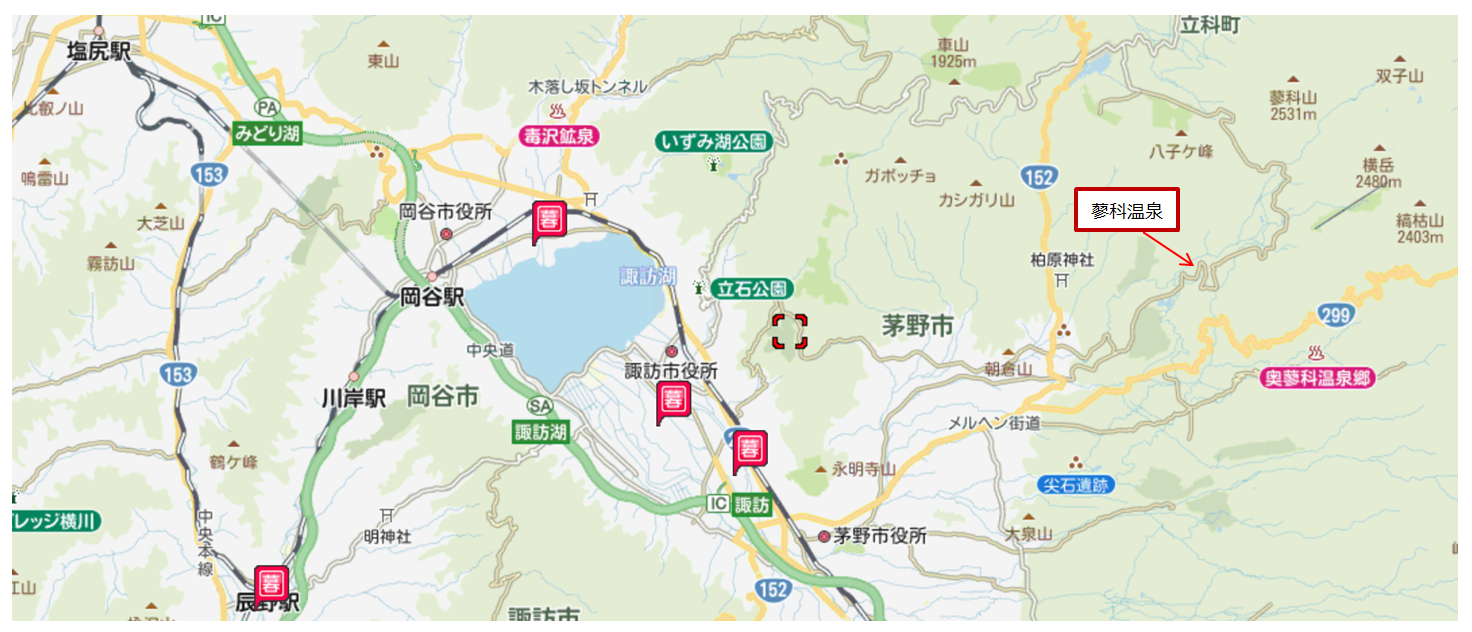 IC
立科町
塩尻駅
東山
車山
1925m
双子山
木落し坂トンネル
蓼科山
2531m
比叡ノ山
PA
みどり湖
毒沢鉱泉
いずみ湖公園
八子ケ峰
153
ガボッチョ
152
横岳
2480m
鳴雷山
カシガリ山
蓼科温泉
岡谷市役所
暮
大芝山
縞枯山
2403m
霧訪山
柏原神社
諏訪湖
立石公園
岡谷駅
299
茅野市
中央道
諏訪市役所
朝倉山
153
奥蓼科温泉郷
川岸駅
岡谷市
暮
SA
諏訪湖
メルヘン街道
暮
鶴ケ峰
永明寺山
尖石遺跡
IC
諏訪
レッジ横川
中央本線
明神社
茅野市役所
大泉山
暮
辰野駅
江山
152
諏訪市